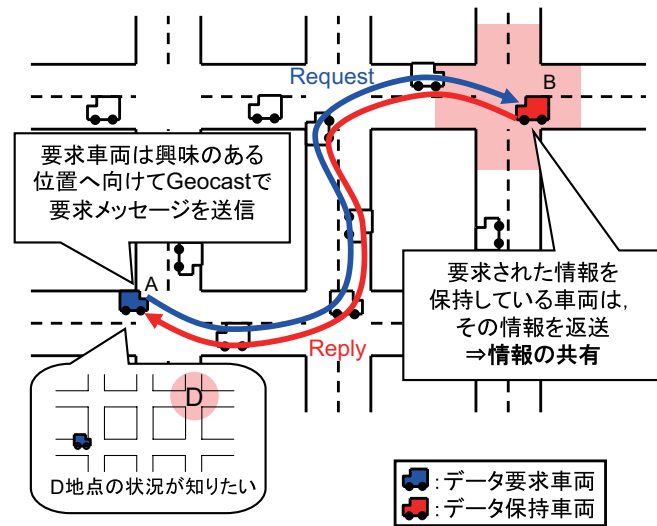 Request
B
要求車両は興味のある
位置へ向けてGeocastで
要求メッセージを送信
A
要求された情報を
保持している車両は,
その情報を返送
⇒情報の共有
Reply
D
D地点の状況が知りたい
:データ要求車両
:データ保持車両